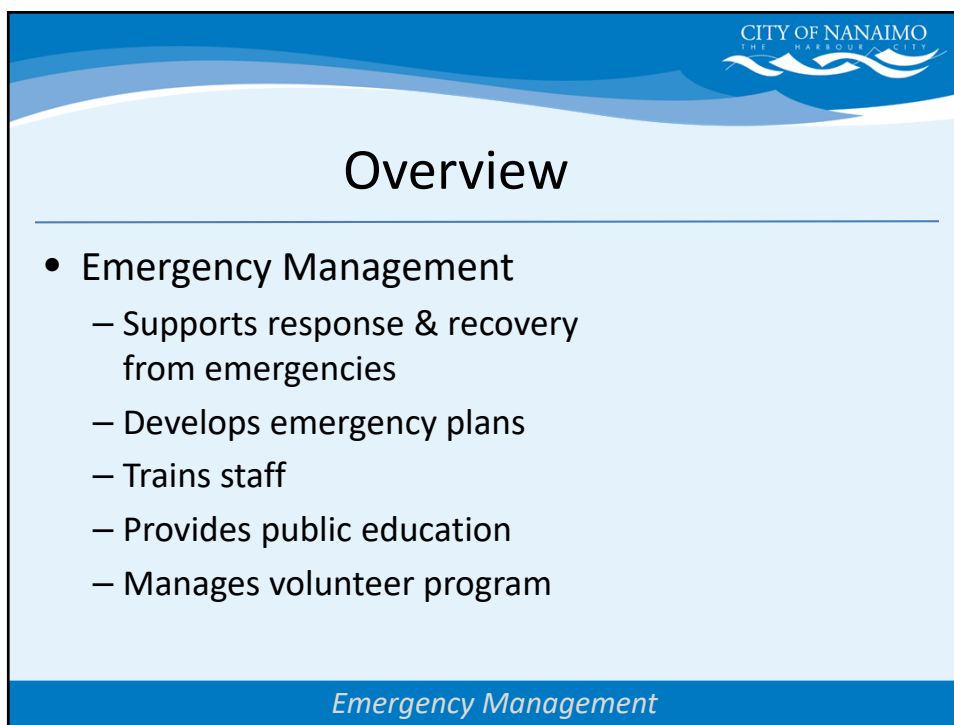 CITY OF NANAIMO
THE HARBOUR CITY
Overview
• Emergency Management
– Supports response & recovery
from emergencies
– Develops emergency plans
– Trains staff
– Provides public education
– Manages volunteer program
Emergency Management